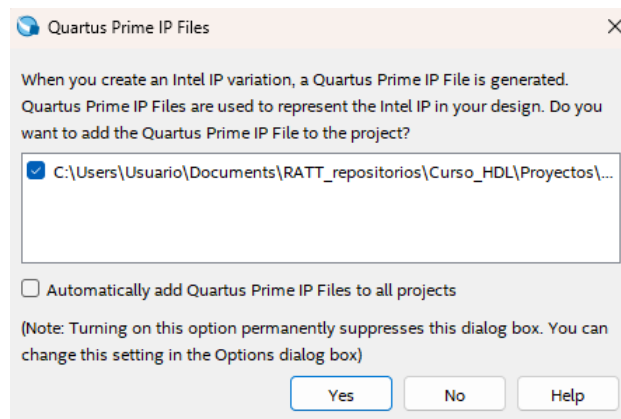 Quartus Prime IP Files
When you create an Intel IP variation, a Quartus Prime IP File is generated.
Quartus Prime IP Files are used to represent the Intel IP in your design. Do you
want to add the Quartus Prime IP File to the project?
C:\Users\Usuario\Documents\RATT_repositorios\Curso_HDL\Proyectos\...
Automatically add Quartus Prime IP Files to all projects
(Note: Turning on this option permanently suppresses this dialog box. You can
change this setting in the Options dialog box)
Yes No Help